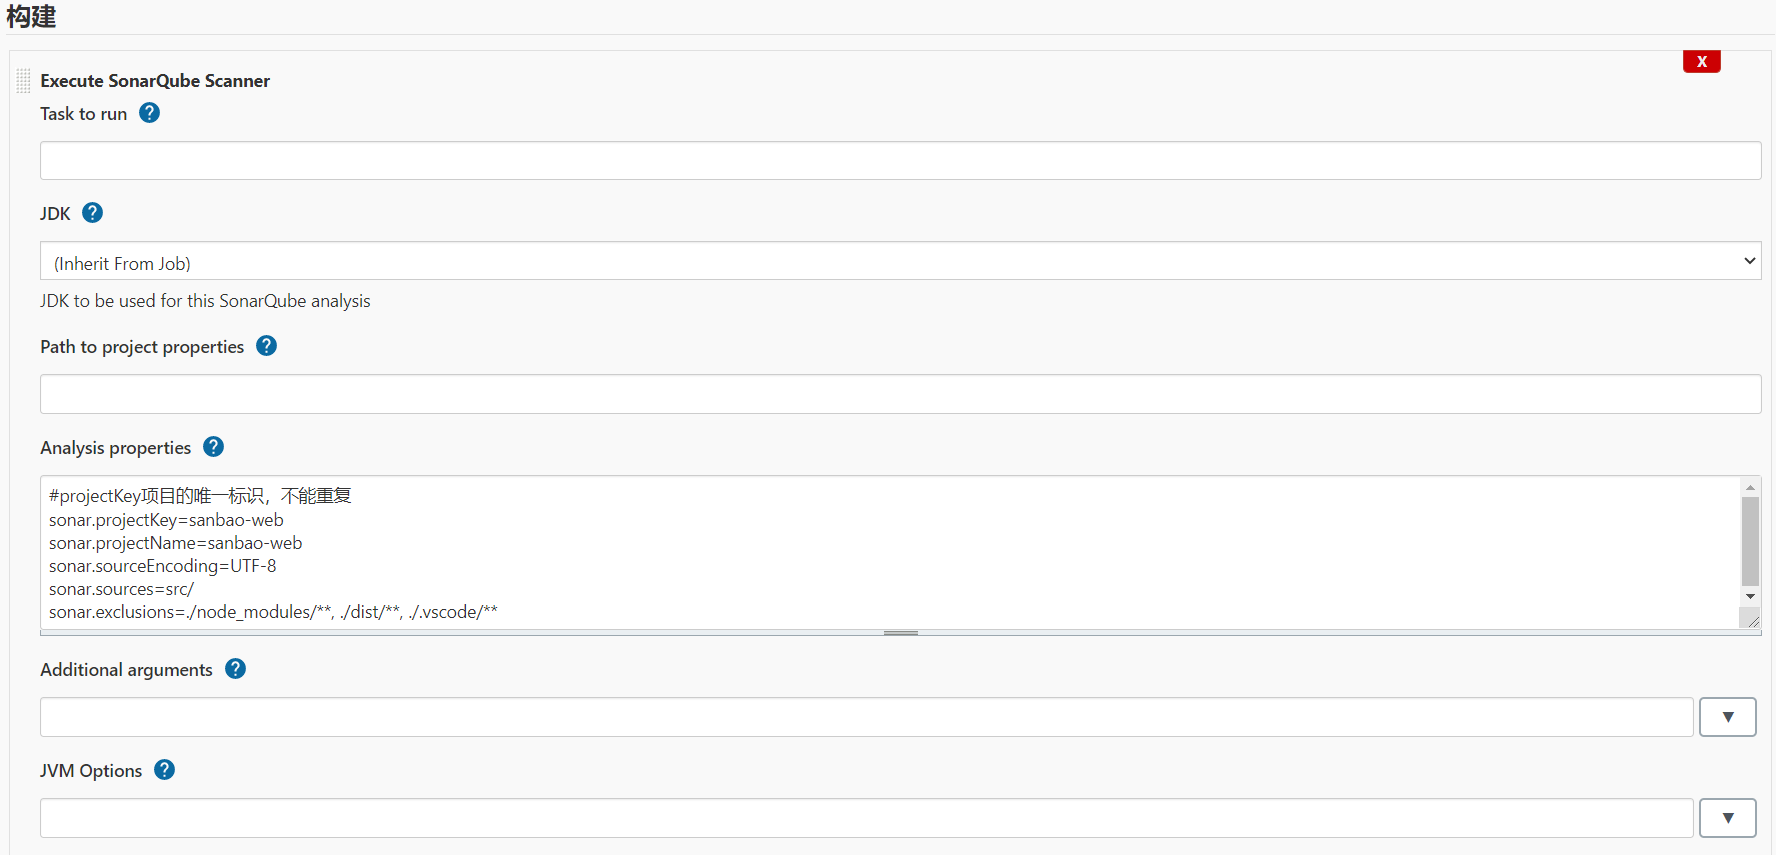 构建
X
Execute SonarQube Scanner
Task to run ?
JDK ?
(Inherit From Job)
JDK to be used for this SonarQube analysis
Path to project properties ?
Analysis properties ?
#projectKey项目的唯一标识，不能重复
sonar.projectKey=sanbao-web
sonar.projectName=sanbao-web
sonar.sourceEncoding=UTF-8
sonar.sources=src/
sonar.exclusions=./node_modules/**, ./dist/**, ./.vscode/**
Additional arguments ?
JVM Options ?